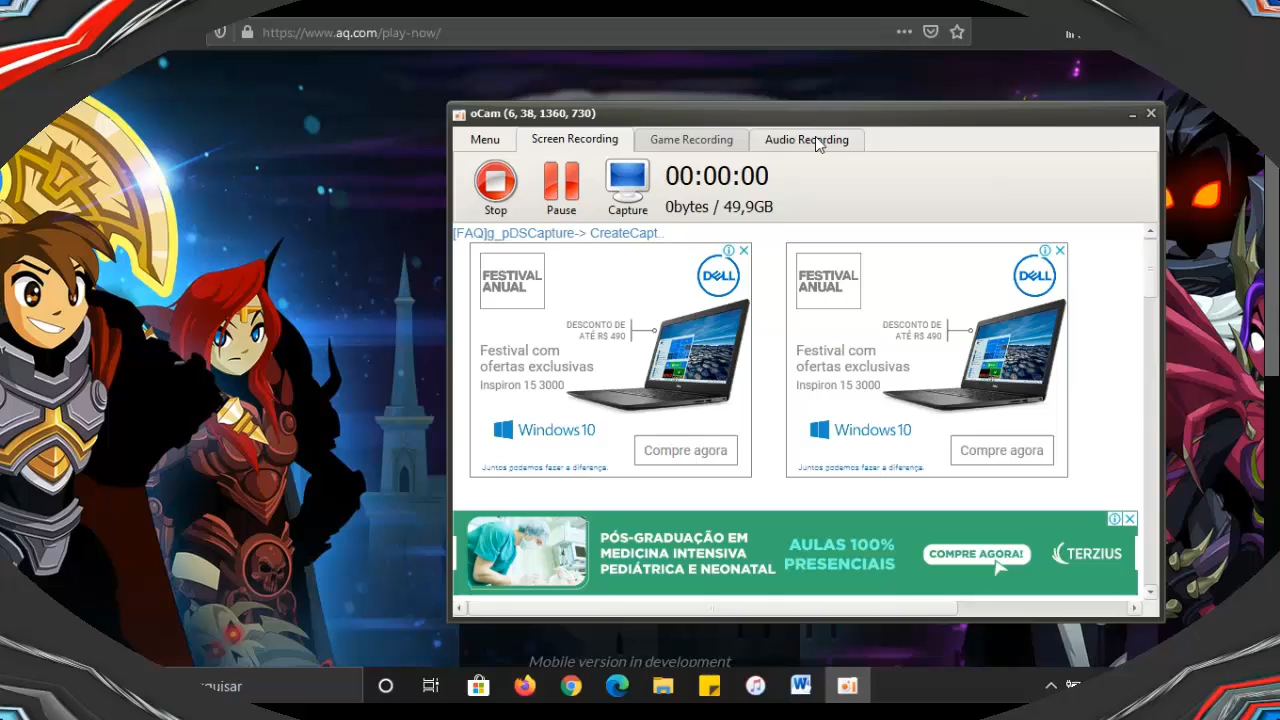 https://www.aq.com/play-now/
oCam (6, 38, 1360, 730)
Menu
Screen Recording
Game Recording
Audio Recording
00:00:00
0bytes / 49,9GB
Stop
Pause
Capture
[FAQ]g_pDSCapture-> CreateCapt..
FESTIVAL
ANUAL
DELL
DESCONTO DE
ATÉ R$ 490
Festival com
ofertas exclusivas
Inspiron 15 3000
Windows10
Compre agora
Juntos podemos fazer a diferença.
FESTIVAL
ANUAL
DELL
DESCONTO DE
ATÉ R$ 490
Festival com
ofertas exclusivas
Inspiron 15 3000
Windows10
Compre agora
Juntos podemos fazer a diferença.
PÓS-GRADUAÇÃO EM
MEDICINA INTENSIVA
PEDIÁTRICA E NEONATAL
AULAS 100%
PRESENCIAIS
COMPRE AGORA!
TERZIUS
Mobile version in development
quisar